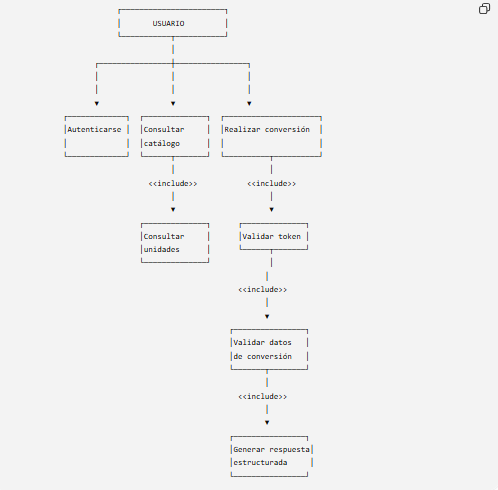 USUARIO
Autenticarse
Consultar
catálogo
Realizar conversión
<<include>>
<<include>>
Consultar
unidades
Validar token
<<include>>
Validar datos
de conversión
<<include>>
Generar respuesta
estructurada